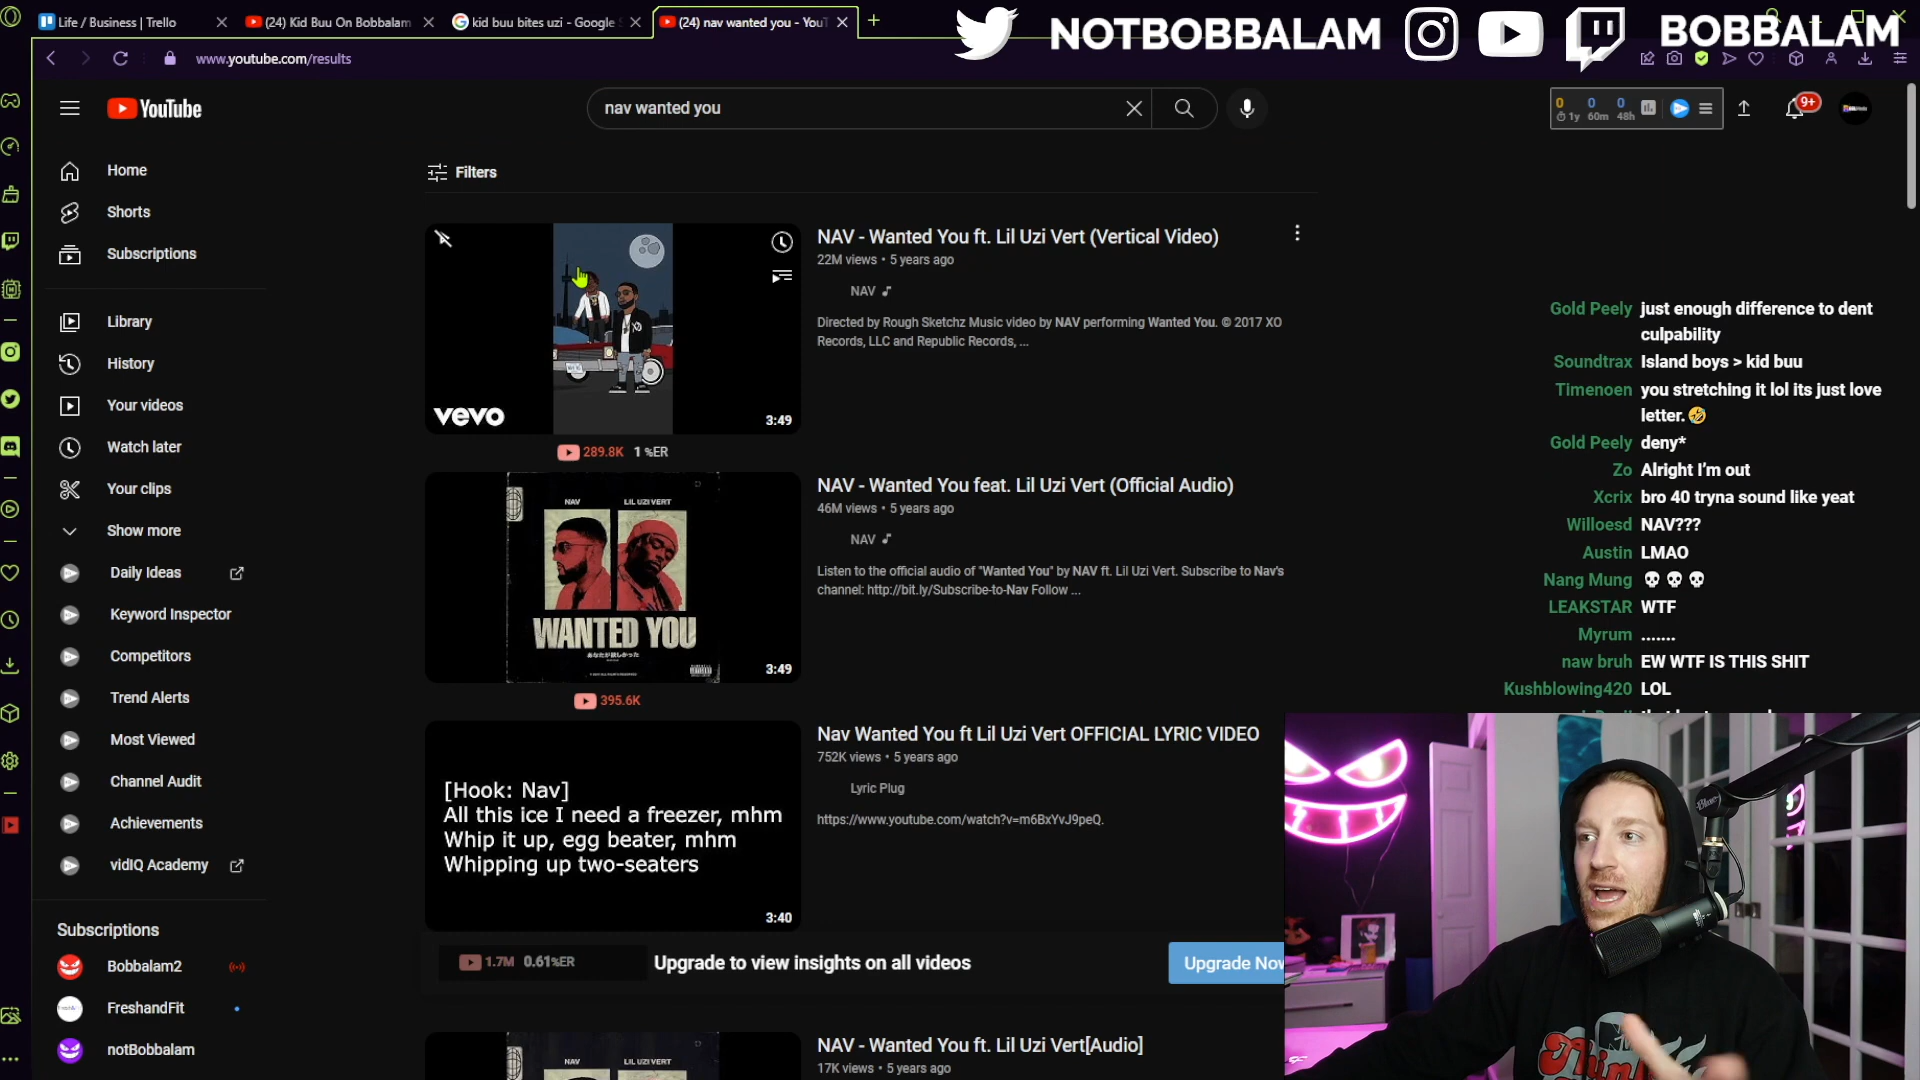 Life / Business | Trello
(24) Kid Buu On Bobbalam
kid buu bites uzi - Google S
(24) nav wanted you - YouT
NOTBOBBALAM
BOBBALAM
www.youtube.com/results
YouTube
nav wanted you
0 0 0
1y 60m 48h
9+
Home
Shorts
Subscriptions
Library
History
Your videos
Watch later
Your clips
Show more
Daily Ideas
Keyword Inspector
Competitors
Trend Alerts
Most Viewed
Channel Audit
Achievements
vidIQ Academy
Subscriptions
Bobbalam2
FreshandFit
notBobbalam
Filters
vevo
3:49
289.8K 1 %ER
NAV - Wanted You ft. Lil Uzi Vert (Vertical Video)
22M views • 5 years ago
NAV
Directed by Rough Sketchz Music video by NAV performing Wanted You. © 2017 XO
Records, LLC and Republic Records, ...
NAV LIL UZI VERT
WANTED YOU
3:49
395.6K
NAV - Wanted You feat. Lil Uzi Vert (Official Audio)
46M views • 5 years ago
NAV
Listen to the official audio of "Wanted You" by NAV ft. Lil Uzi Vert. Subscribe to Nav's
channel: http://bit.ly/Subscribe-to-Nav Follow ...
[Hook: Nav]
All this ice I need a freezer, mhm
Whip it up, egg beater, mhm
Whipping up two-seaters
3:40
Nav Wanted You ft Lil Uzi Vert OFFICIAL LYRIC VIDEO
752K views • 5 years ago
Lyric Plug
https://www.youtube.com/watch?v=m6BxYvJ9peQ.
1.7M 0.61%ER
Upgrade to view insights on all videos
Upgrade Now
NAV LIL UZI VERT
NAV - Wanted You ft. Lil Uzi Vert[Audio]
17K views • 5 years ago
Gold Peely just enough difference to dent
culpability
Soundtrax Island boys > kid buu
Timenoen you stretching it lol its just love
letter. 🤣
Gold Peely deny*
Zo Alright I'm out
Xcrix bro 40 tryna sound like yeat
Willoesd NAV???
Austin LMAO
Nang Mung 💀 💀 💀
LEAKSTAR WTF
Myrum .......
naw bruh EW WTF IS THIS SHIT
Kushblowing420 LOL